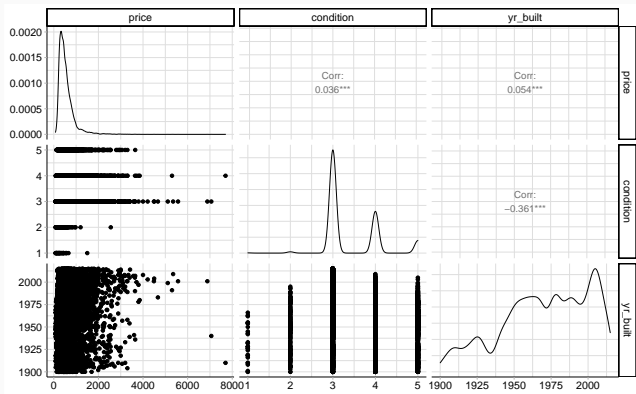 price condition yr_built
0.0020
0.0015
0.0010
0.0005
0.0000
Corr:
0.036***
Corr:
0.054***
price
5
4
3
2
1
Corr:
−0.361***
condition
2000
1975
1950
1925
1900
yr_built
0 2000 4000 6000 8000 1 2 3 4 5 1900 1925 1950 1975 2000